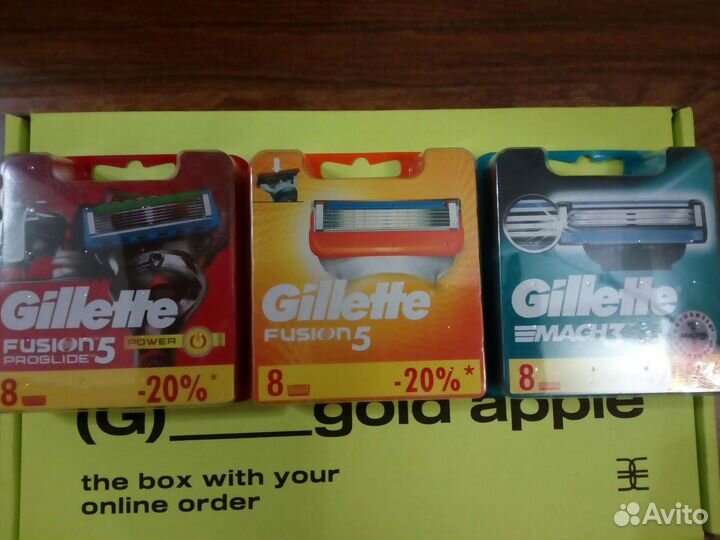 Gillette
FUSION5
PROGLIDE™
POWER
8
-20%*
Gillette
FUSION5
8
-20%*
Gillette
MACH3
8
(G)____gold apple
the box with your
online order
Avito